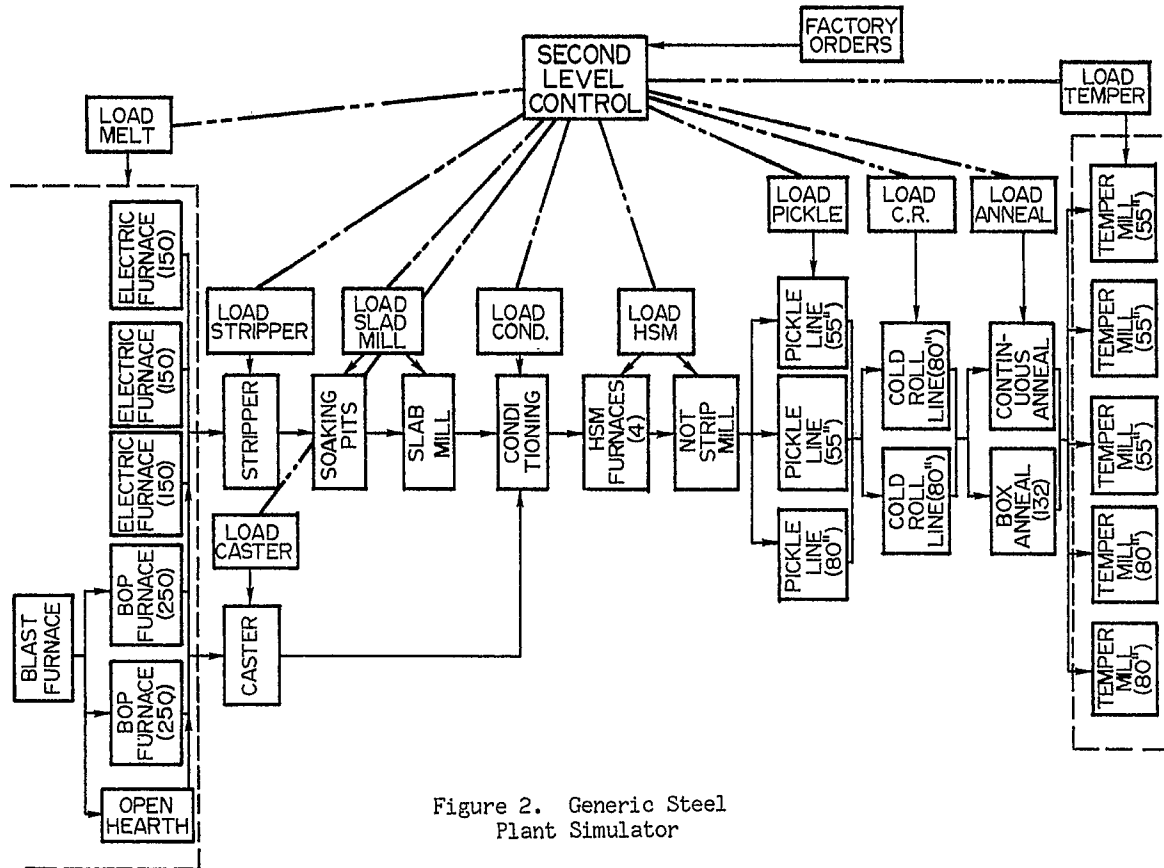 FACTORY
ORDERS
SECOND
LEVEL
CONTROL
LOAD
TEMPER
LOAD
MELT
LOAD
PICKLE
LOAD
C.R.
LOAD
ANNEAL
LOAD
STRIPPER
LOAD
SLAD
MILL
LOAD
COND.
LOAD
HSM
ELECTRIC
FURNACE
(150)
ELECTRIC
FURNACE
(150)
ELECTRIC
FURNACE
(150)
BOP
FURNACE
(250)
BOP
FURNACE
(250)
BLAST
FURNACE
OPEN
HEARTH
STRIPPER
LOAD
CASTER
CASTER
SOAKING
PITS
SLAB
MILL
CONDI
TIONING
HSM
FURNACES
(4)
NOT STRIP
MILL
PICKLE
LINE
(55")
PICKLE
LINE
(55")
PICKLE
LINE
(80")
COLD
ROLL
LINE(80")
COLD
ROLL
LINE(80")
CONTIN-
UOUS
ANNEAL
BOX
ANNEAL
(132)
TEMPER
MILL
(55")
TEMPER
MILL
(55")
TEMPER
MILL
(55")
TEMPER
MILL
(80")
TEMPER
MILL
(80")
Figure 2. Generic Steel
Plant Simulator